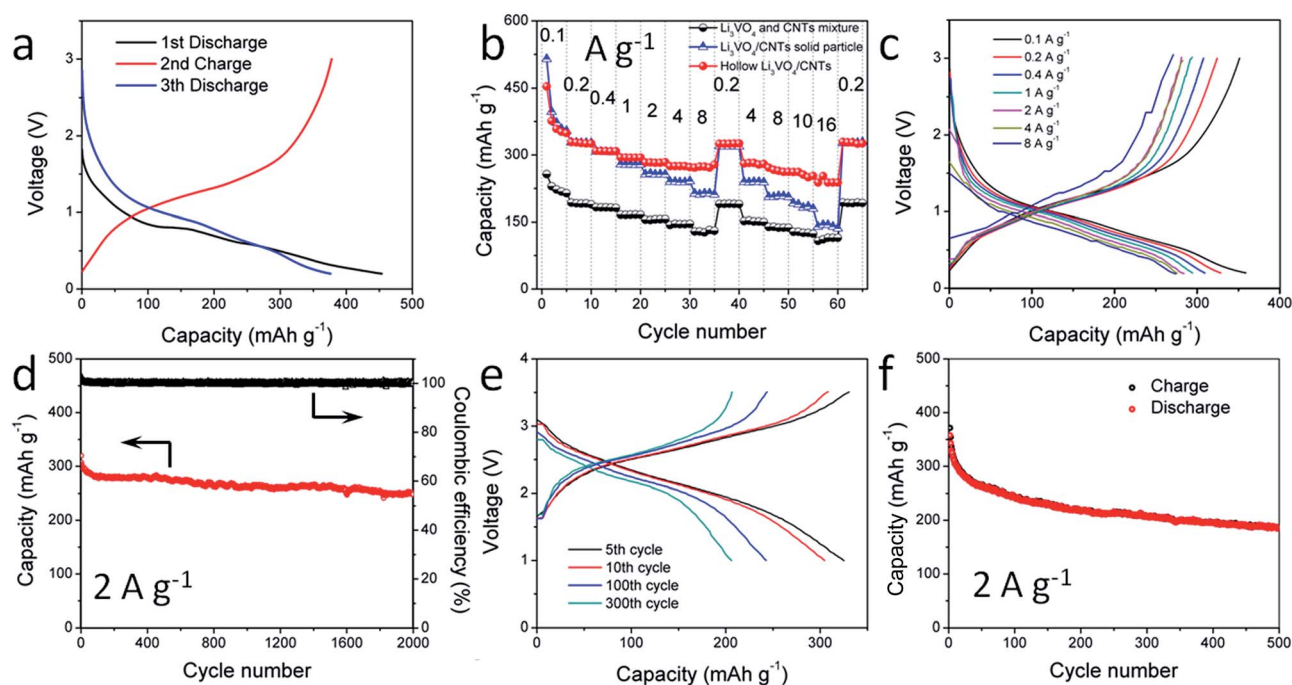 a
1st Discharge
2nd Charge
3th Discharge
Voltage (V)
3
2
1
0
0 100 200 300 400 500
Capacity (mAh g⁻¹)
b
A g⁻¹
Li₃VO₄ and CNTs mixture
Li₃VO₄/CNTs solid particle
Hollow Li₃VO₄/CNTs
0.1
0.2
0.4
1
2
4
8
0.2
4
8
10
16
0.2
Capacity (mAh g⁻¹)
600
450
300
150
0
0 10 20 30 40 50 60
Cycle number
c
0.1 A g⁻¹
0.2 A g⁻¹
0.4 A g⁻¹
1 A g⁻¹
2 A g⁻¹
4 A g⁻¹
8 A g⁻¹
Voltage (V)
3
2
1
0
0 100 200 300 400
Capacity (mAh g⁻¹)
d
Capacity (mAh g⁻¹)
500
450
400
350
300
250
200
150
100
50
0
2 A g⁻¹
0 400 800 1200 1600 2000
Cycle number
100
80
60
40
20
0
Coulombic efficiency (%)
e
Voltage (V)
4
3
2
1
0
5th cycle
10th cycle
100th cycle
300th cycle
0 100 200 300
Capacity (mAh g⁻¹)
f
Charge
Discharge
Capacity (mAh g⁻¹)
500
400
300
200
100
0
2 A g⁻¹
0 100 200 300 400 500
Cycle number